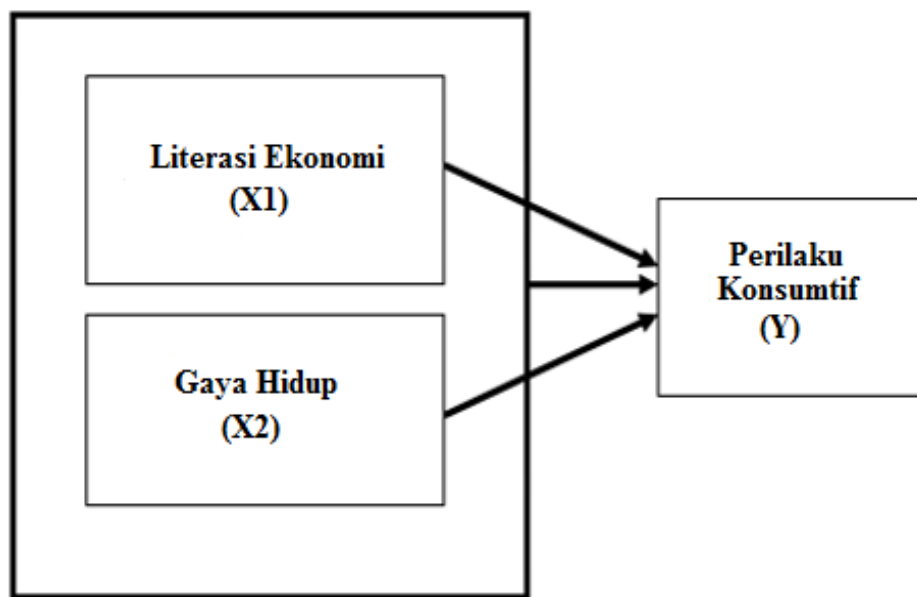 Literasi Ekonomi
(X1)
Gaya Hidup
(X2)
Perilaku
Konsumtif
(Y)